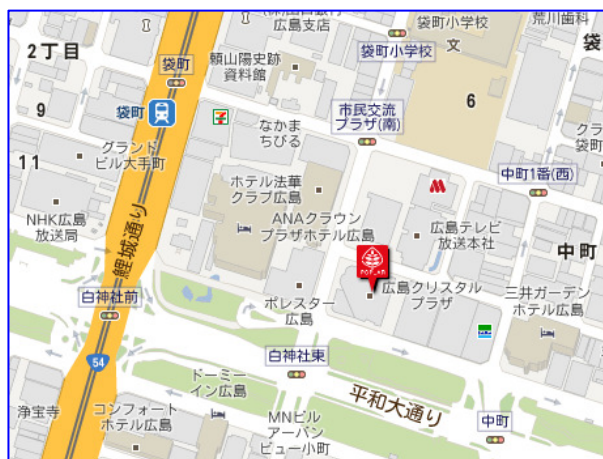 広島支店
荒川歯科
2丁目
袋町
頼山陽史跡
資料館
袋町小学校
文
袋
9
袋町
市民交流
プラザ(南)
6
グランド
ビル大手町
なかま
ちびる
11
中町1番(西)
ホテル法華
クラブ広島
NHK広島
放送局
鯉城通り
ANAクラウン
プラザホテル広島
広島テレビ
放送本社
中町
POPLAR
白神社前
ポレスター
広島
広島クリスタル
プラザ
三井ガーデン
ホテル広島
54
白神社東
ドーミー
イン広島
平和大通り
浄宝寺
コンフォート
ホテル広島
MNビル
アーバン
ビュー小町
中町